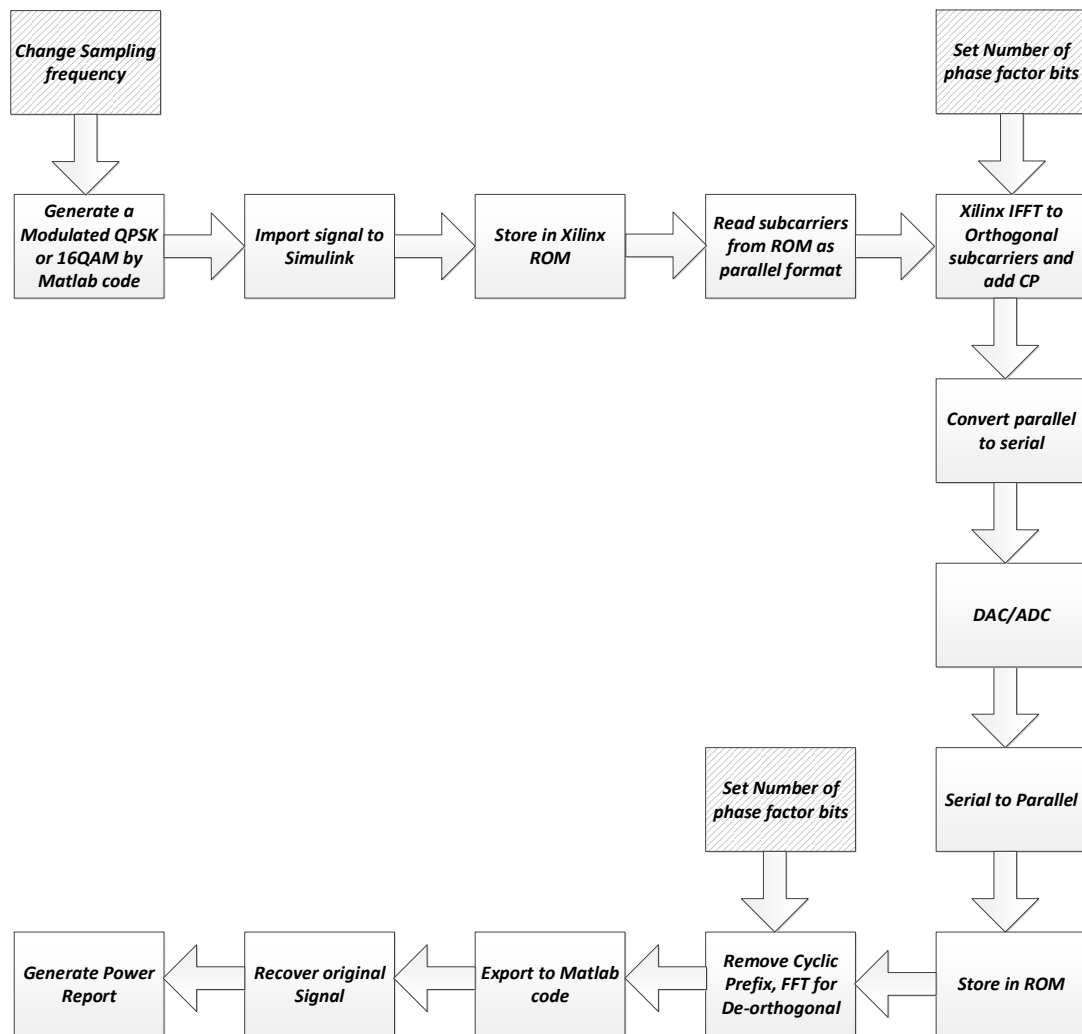 Change Sampling
frequency
Set Number of
phase factor bits
Generate a
Modulated QPSK
or 16QAM by
Matlab code
Import signal to
Simulink
Store in Xilinx
ROM
Read subcarriers
from ROM as
parallel format
Xilinx IFFT to
Orthogonal
subcarriers and
add CP
Convert parallel
to serial
DAC/ADC
Set Number of
phase factor bits
Serial to Parallel
Generate Power
Report
Recover original
Signal
Export to Matlab
code
Remove Cyclic
Prefix, FFT for
De-orthogonal
Store in ROM